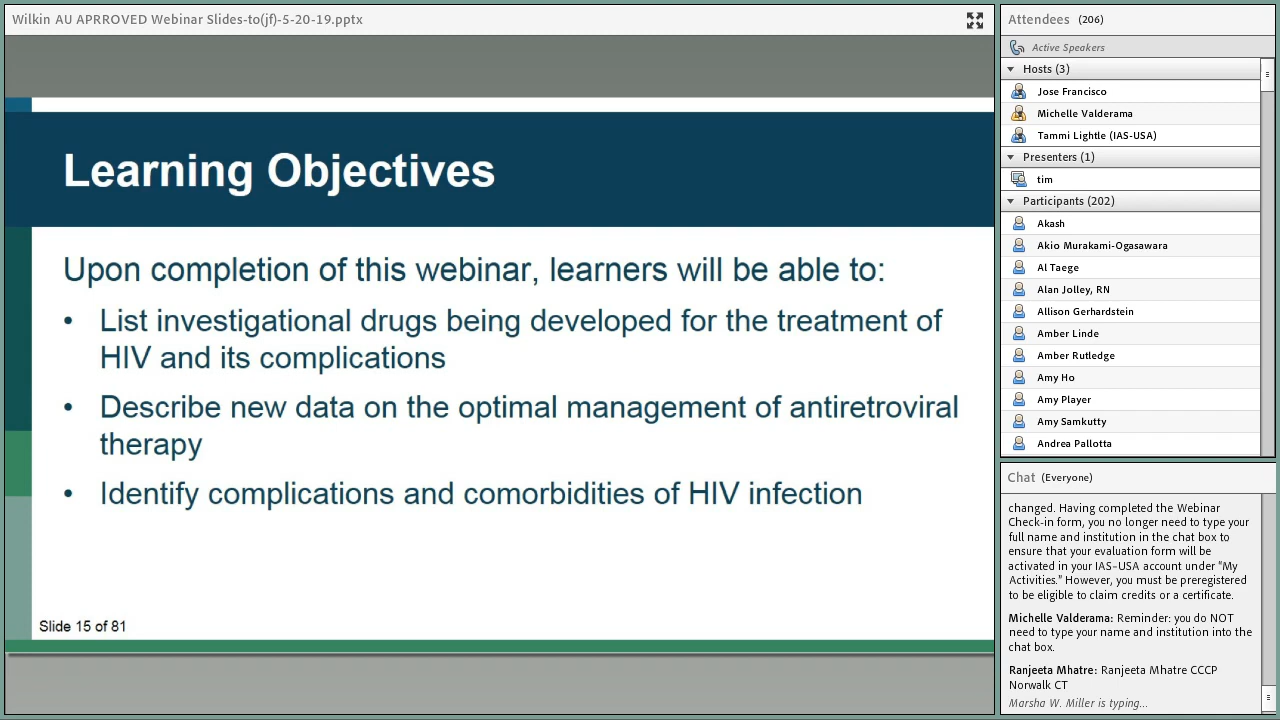 Wilkin AU APRROVED Webinar Slides-to(jf)-5-20-19.pptx
Learning Objectives
Upon completion of this webinar, learners will be able to:
• List investigational drugs being developed for the treatment of
HIV and its complications
• Describe new data on the optimal management of antiretroviral
therapy
• Identify complications and comorbidities of HIV infection
Slide 15 of 81
Attendees (206)
Active Speakers
Hosts (3)
Jose Francisco
Michelle Valderama
Tammi Lightle (IAS-USA)
Presenters (1)
tim
Participants (202)
Akash
Akio Murakami-Ogasawara
Al Taege
Alan Jolley, RN
Allison Gerhardstein
Amber Linde
Amber Rutledge
Amy Ho
Amy Player
Amy Samkutty
Andrea Pallotta
Chat (Everyone)
changed. Having completed the Webinar
Check-in form, you no longer need to type your
full name and institution in the chat box to
ensure that your evaluation form will be
activated in your IAS-USA account under "My
Activities." However, you must be preregistered
to be eligible to claim credits or a certificate.
Michelle Valderama: Reminder: you do NOT
need to type your name and institution into the
chat box.
Ranjeeta Mhatre: Ranjeeta Mhatre CCCP
Norwalk CT
Marsha W. Miller is typing...